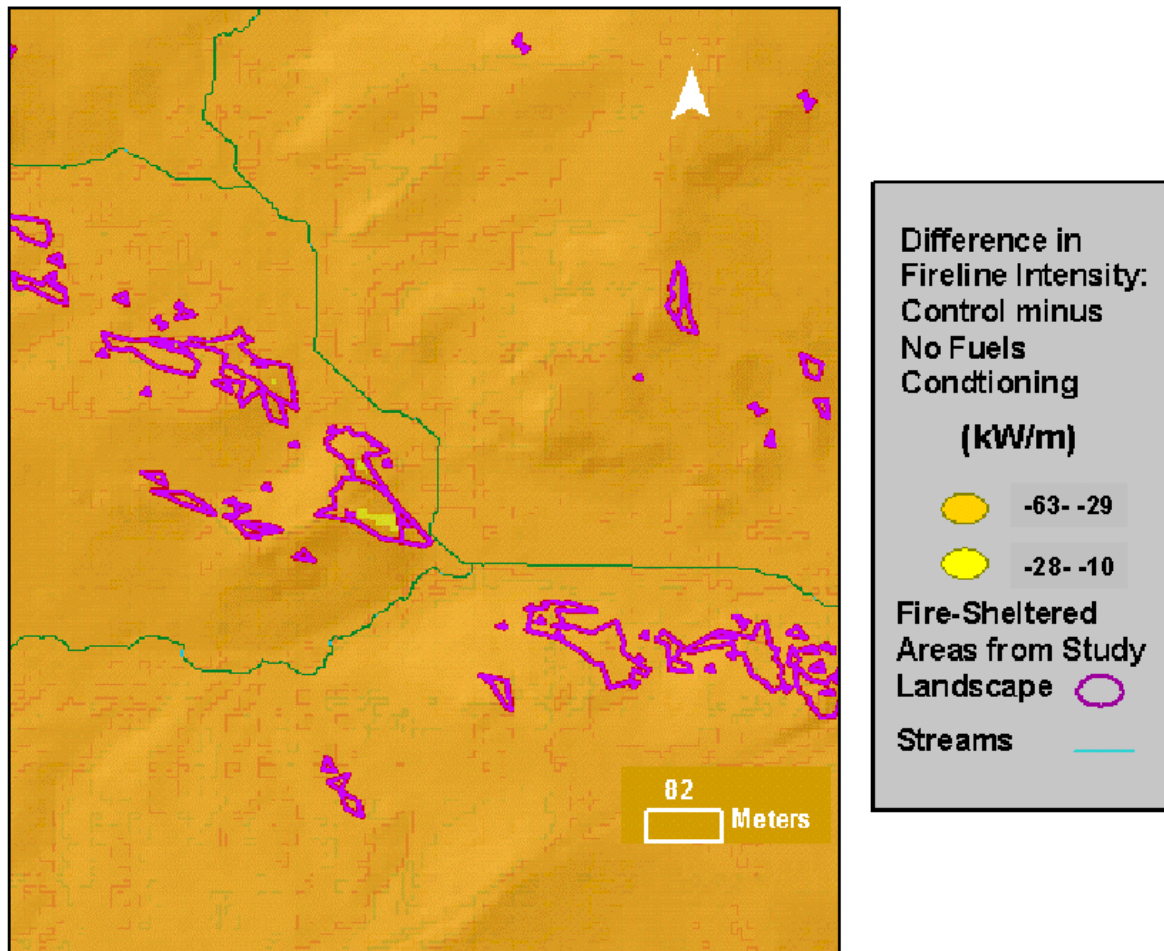 Difference in
Fireline Intensity:
Control minus
No Fuels
Condtioning
(kW/m)
-63- -29
-28- -10
Fire-Sheltered
Areas from Study
Landscape
Streams
82
Meters